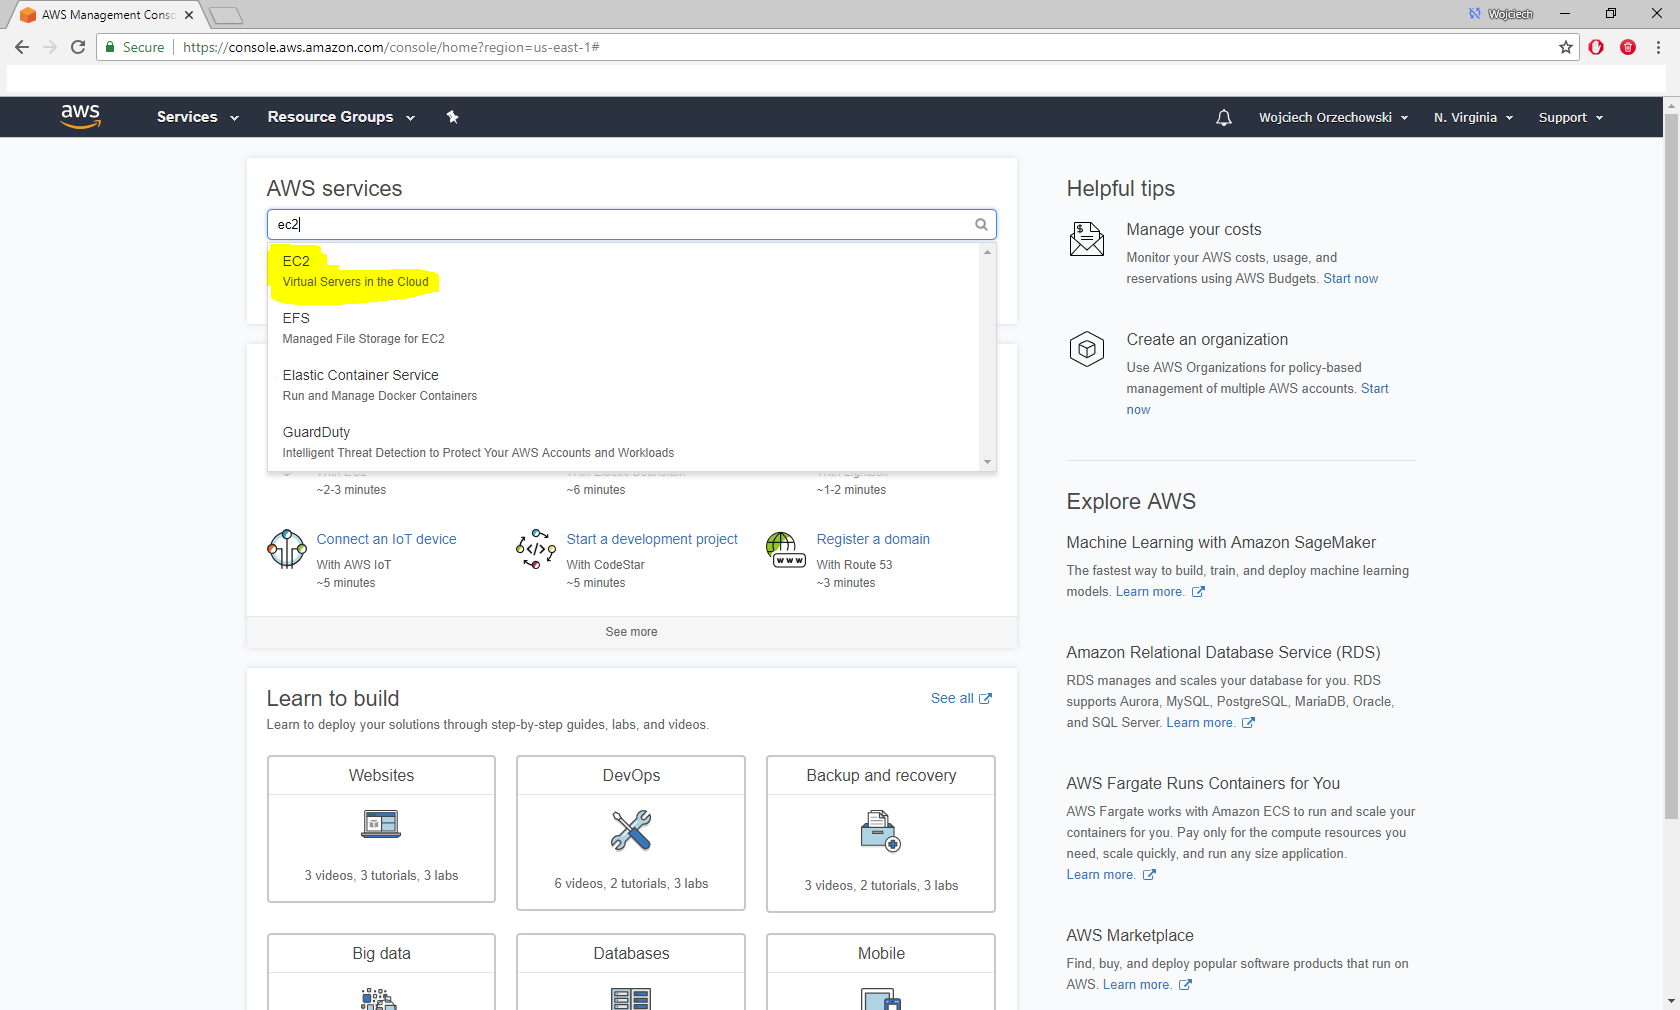 AWS Management Conso
Wojciech
Secure
https://console.aws.amazon.com/console/home?region=us-east-1#
aws
Services
Resource Groups
Wojciech Orzechowski
N. Virginia
Support
AWS services
ec2
EC2
Virtual Servers in the Cloud
EFS
Managed File Storage for EC2
Elastic Container Service
Run and Manage Docker Containers
GuardDuty
Intelligent Threat Detection to Protect Your AWS Accounts and Workloads
~2-3 minutes
~6 minutes
~1-2 minutes
Connect an IoT device
With AWS IoT
~5 minutes
Start a development project
With CodeStar
~5 minutes
Register a domain
With Route 53
~3 minutes
See more
Learn to build
See all
Learn to deploy your solutions through step-by-step guides, labs, and videos.
Websites
3 videos, 3 tutorials, 3 labs
DevOps
6 videos, 2 tutorials, 3 labs
Backup and recovery
3 videos, 2 tutorials, 3 labs
Big data
Databases
Mobile
Helpful tips
Manage your costs
Monitor your AWS costs, usage, and
reservations using AWS Budgets. Start now
Create an organization
Use AWS Organizations for policy-based
management of multiple AWS accounts. Start
now
Explore AWS
Machine Learning with Amazon SageMaker
The fastest way to build, train, and deploy machine learning
models. Learn more.
Amazon Relational Database Service (RDS)
RDS manages and scales your database for you. RDS
supports Aurora, MySQL, PostgreSQL, MariaDB, Oracle,
and SQL Server. Learn more.
AWS Fargate Runs Containers for You
AWS Fargate works with Amazon ECS to run and scale your
containers for you. Pay only for the compute resources you
need, scale quickly, and run any size application.
Learn more.
AWS Marketplace
Find, buy, and deploy popular software products that run on
AWS. Learn more.